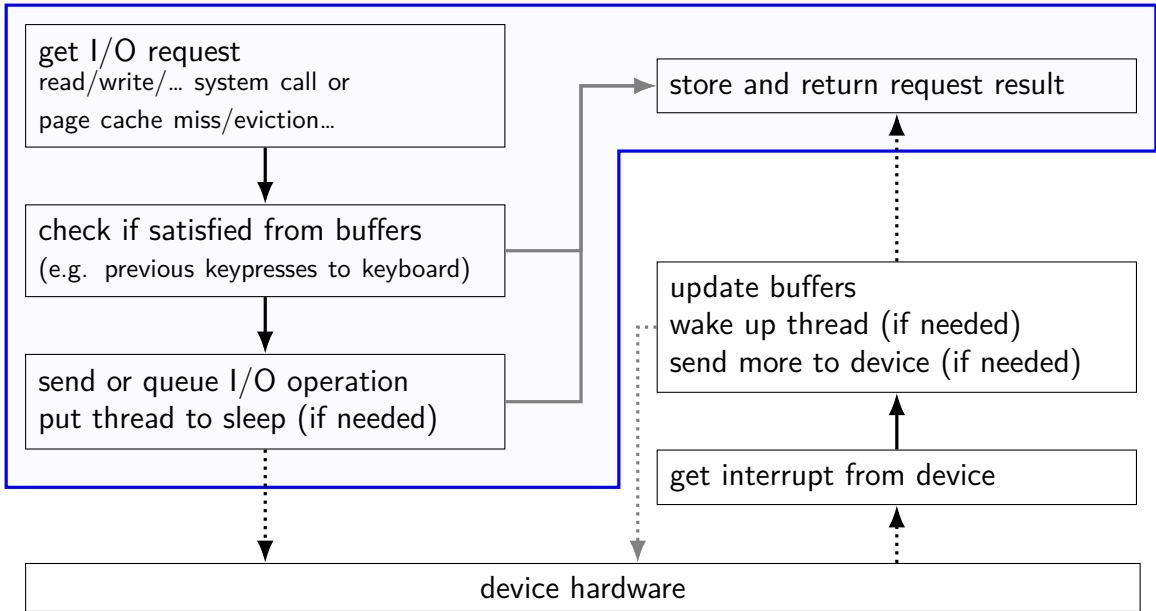 get I/O request
read/write/… system call or
page cache miss/eviction…
store and return request result
check if satisfied from buffers
(e.g. previous keypresses to keyboard)
update buffers
wake up thread (if needed)
send more to device (if needed)
send or queue I/O operation
put thread to sleep (if needed)
get interrupt from device
device hardware